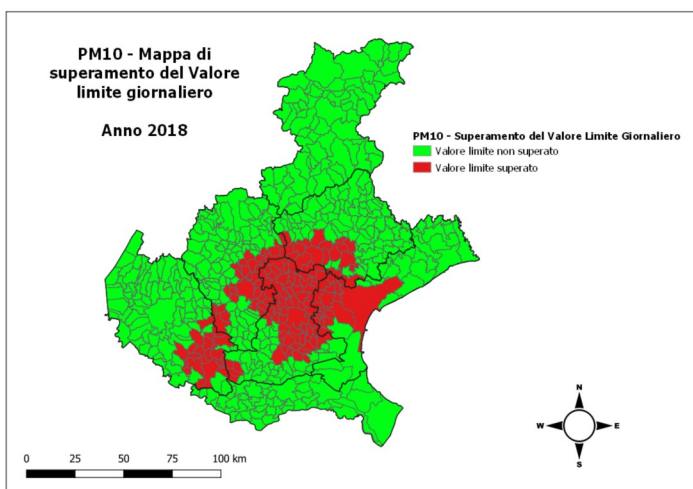 PM10 - Mappa di
superamento del Valore
limite giornaliero
Anno 2018
PM10 - Superamento del Valore Limite Giornaliero
Valore limite non superato
Valore limite superato
N
W
E
S
0 25 50 75 100 km